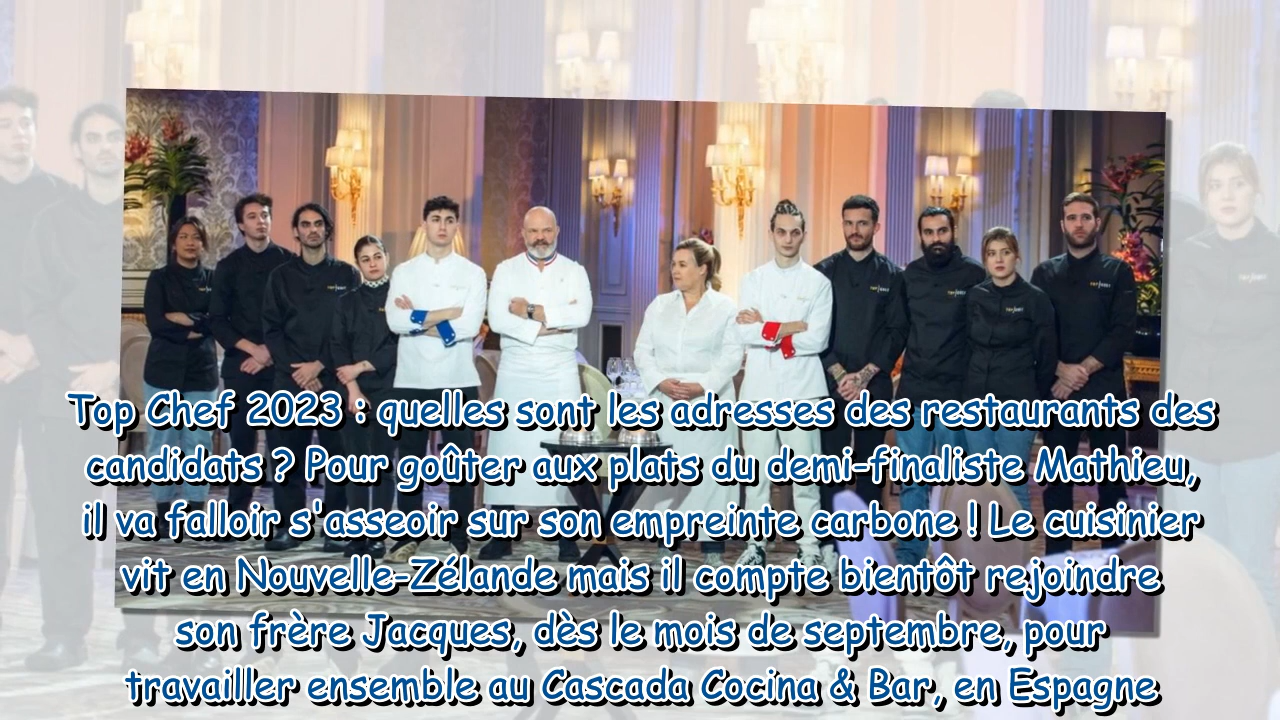 Top Chef 2023 : quelles sont les adresses des restaurants des
candidats ? Pour goûter aux plats du demi-finaliste Mathieu,
il va falloir s'asseoir sur son empreinte carbone ! Le cuisinier
vit en Nouvelle-Zélande mais il compte bientôt rejoindre
son frère Jacques, dès le mois de septembre, pour
travailler ensemble au Cascada Cocina & Bar, en Espagne